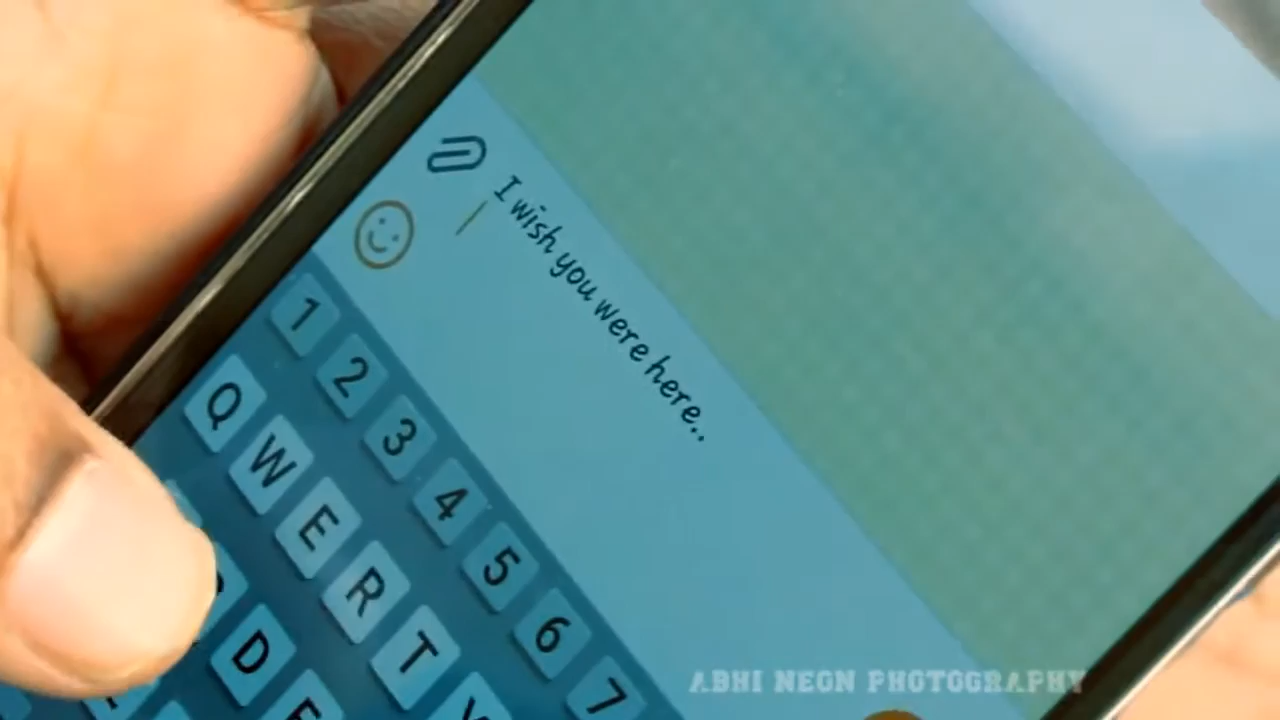 I wish you were here..
1 2 3 4 5 6 7
Q W E R T Y
D F
ABHI NEON PHOTOGRAPHY